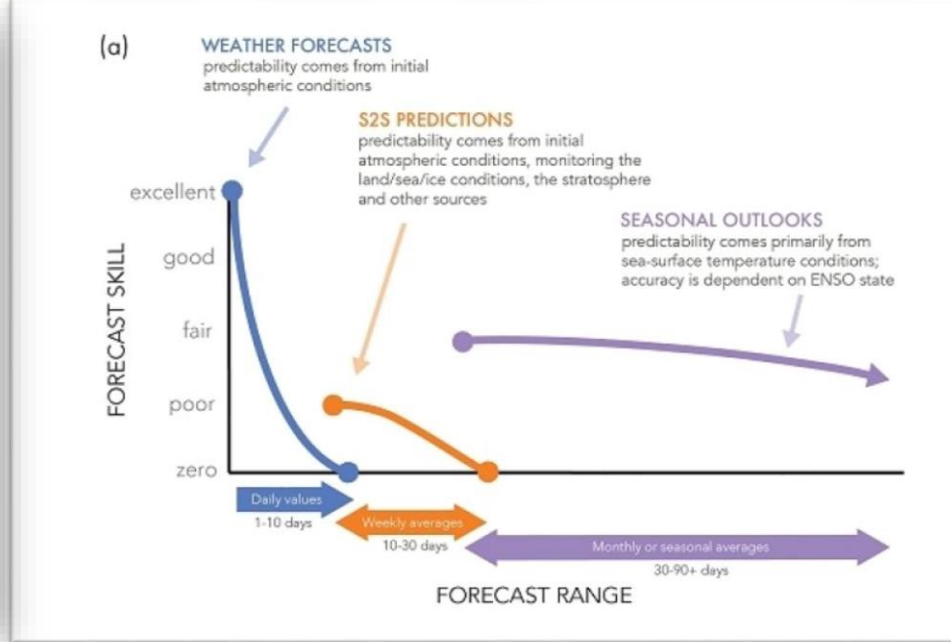 (a)
WEATHER FORECASTS
predictability comes from initial
atmospheric conditions
S2S PREDICTIONS
predictability comes from initial
atmospheric conditions, monitoring the
land/sea/ice conditions, the stratosphere
and other sources
SEASONAL OUTLOOKS
predictability comes primarily from
sea-surface temperature conditions;
accuracy is dependent on ENSO state
FORECAST SKILL
excellent
good
fair
poor
zero
Daily values
1-10 days
Weekly averages
10-30 days
Monthly or seasonal averages
30-90+ days
FORECAST RANGE